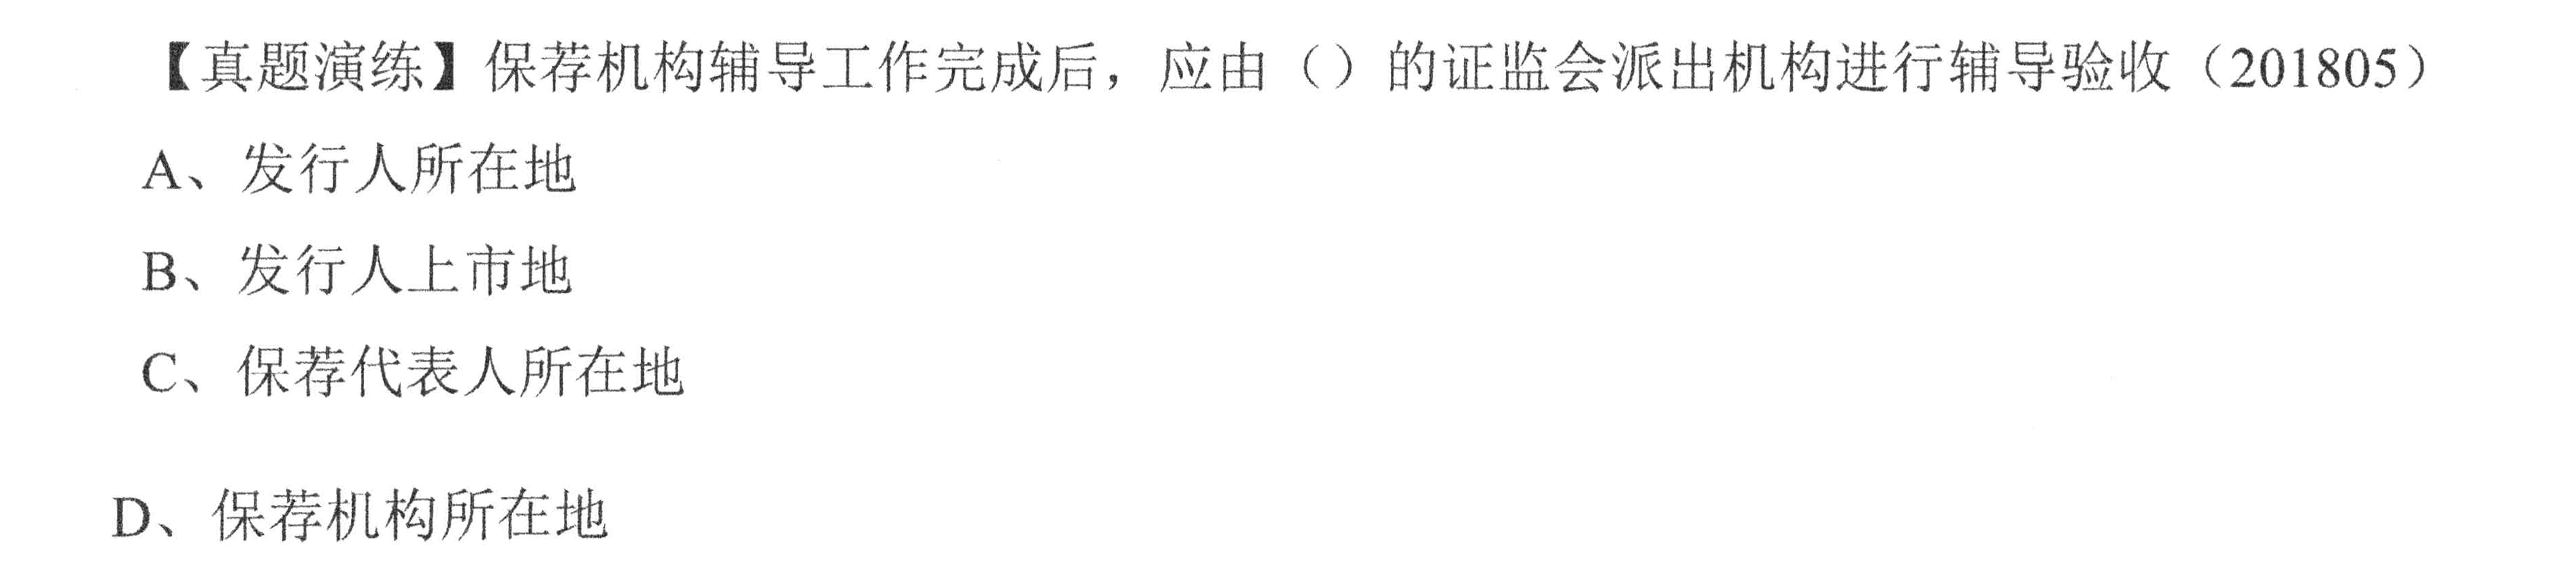 【真题演练】保荐机构辅导工作完成后，应由（）的证监会派出机构进行辅导验收（201805）
A、发行人所在地
B、发行人上市地
C、保荐代表人所在地
D、保荐机构所在地